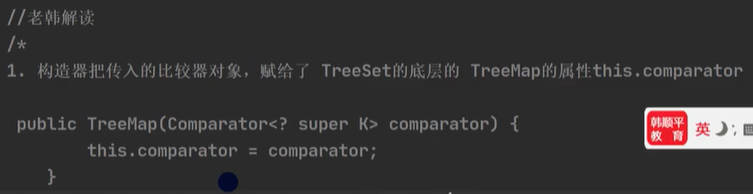 //老韩解读
/*
1. 构造器把传入的比较器对象，赋给了 TreeSet的底层的 TreeMap的属性this.comparator
public TreeMap(Comparator<? super K> comparator) {
this.comparator = comparator;
}
韩顺平
教育
英